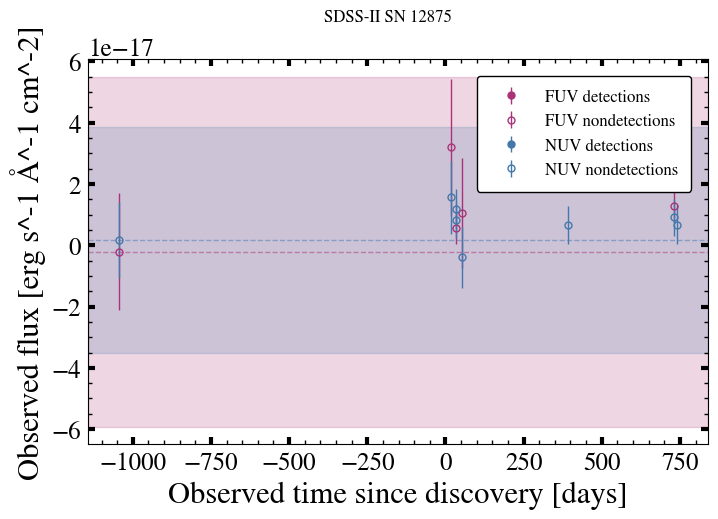 SDSS-II SN 12875
1e−17
6
4
2
0
−2
−4
−6
Observed flux [erg s^-1 Å^-1 cm^-2]
FUV detections
FUV nondetections
NUV detections
NUV nondetections
−1000 −750 −500 −250 0 250 500 750
Observed time since discovery [days]